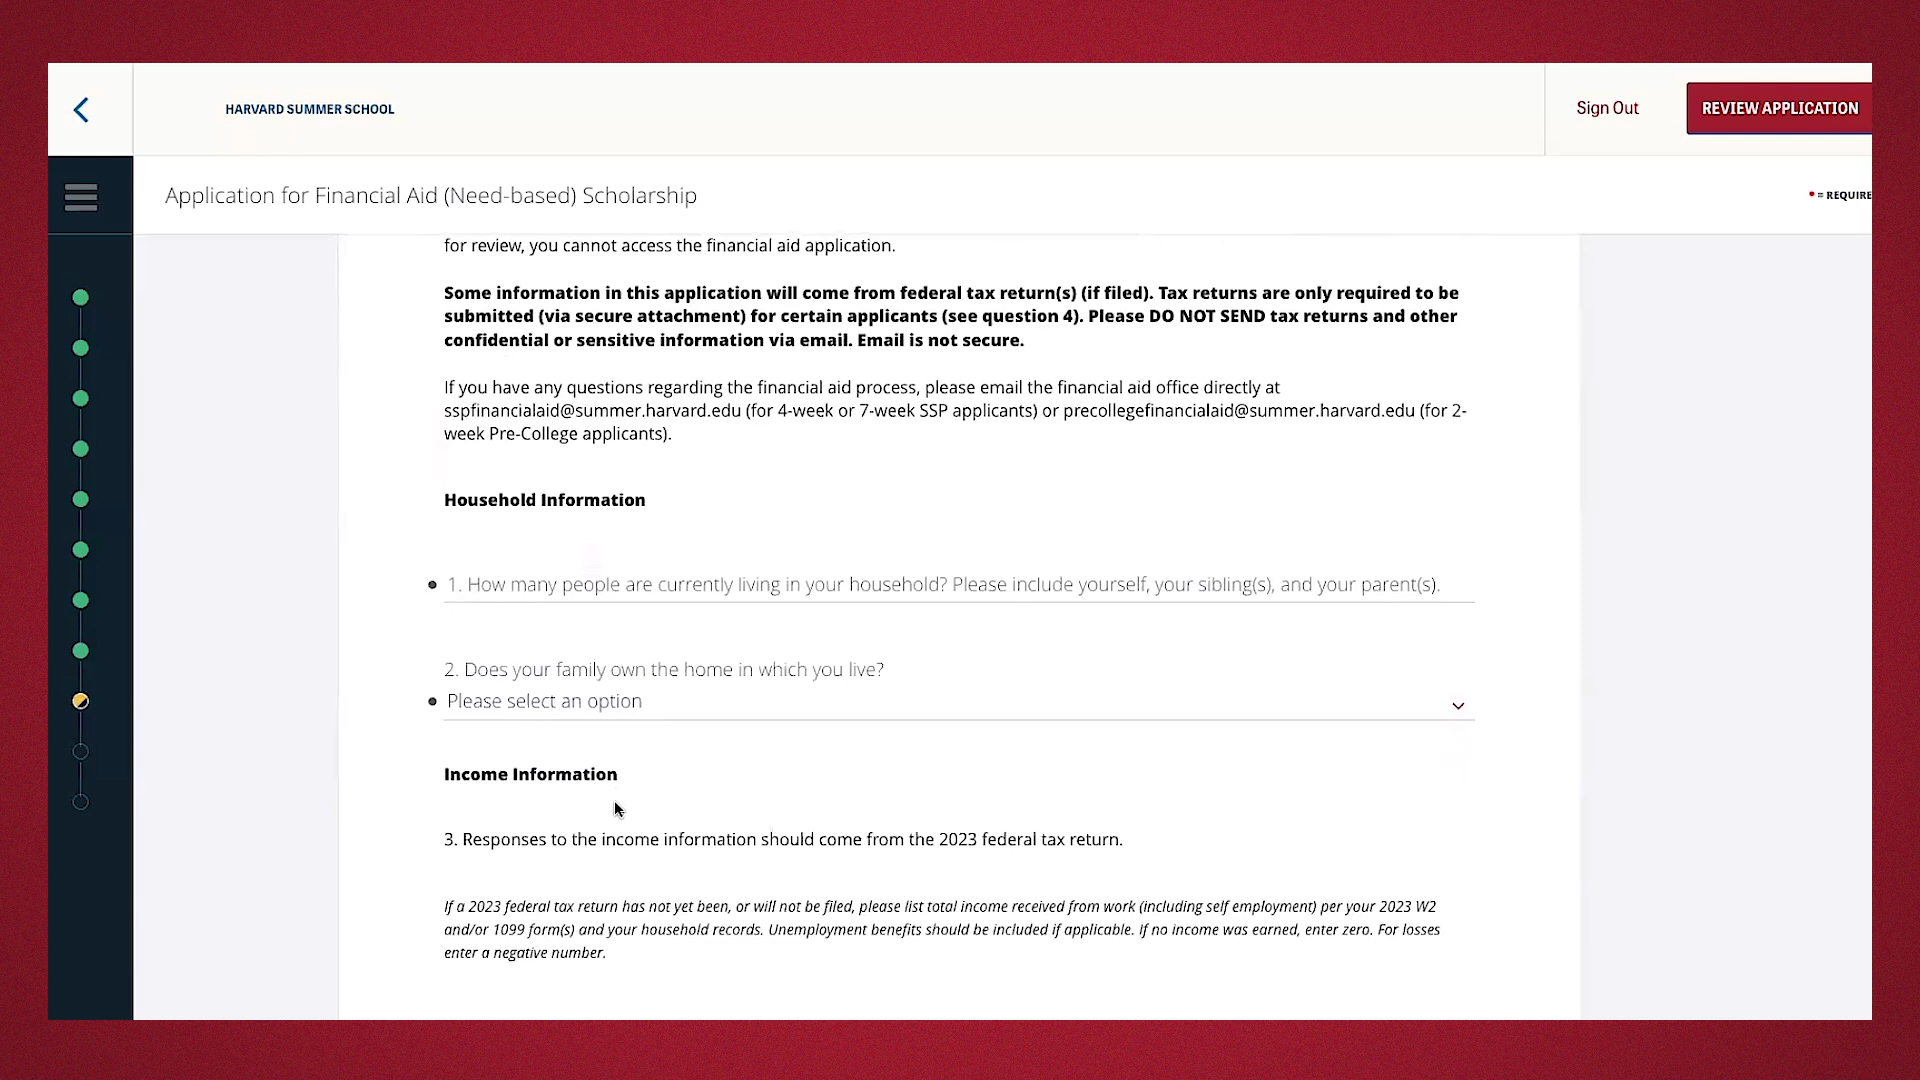 HARVARD SUMMER SCHOOL
Sign Out
REVIEW APPLICATION
Application for Financial Aid (Need-based) Scholarship
= REQUIRE
for review, you cannot access the financial aid application.
Some information in this application will come from federal tax return(s) (if filed). Tax returns are only required to be
submitted (via secure attachment) for certain applicants (see question 4). Please DO NOT SEND tax returns and other
confidential or sensitive information via email. Email is not secure.
If you have any questions regarding the financial aid process, please email the financial aid office directly at
sspfinancialaid@summer.harvard.edu (for 4-week or 7-week SSP applicants) or precollegefinancialaid@summer.harvard.edu (for 2-
week Pre-College applicants).
Household Information
1. How many people are currently living in your household? Please include yourself, your sibling(s), and your parent(s).
2. Does your family own the home in which you live?
Please select an option
Income Information
3. Responses to the income information should come from the 2023 federal tax return.
If a 2023 federal tax return has not yet been, or will not be filed, please list total income received from work (including self employment) per your 2023 W2
and/or 1099 form(s) and your household records. Unemployment benefits should be included if applicable. If no income was earned, enter zero. For losses
enter a negative number.